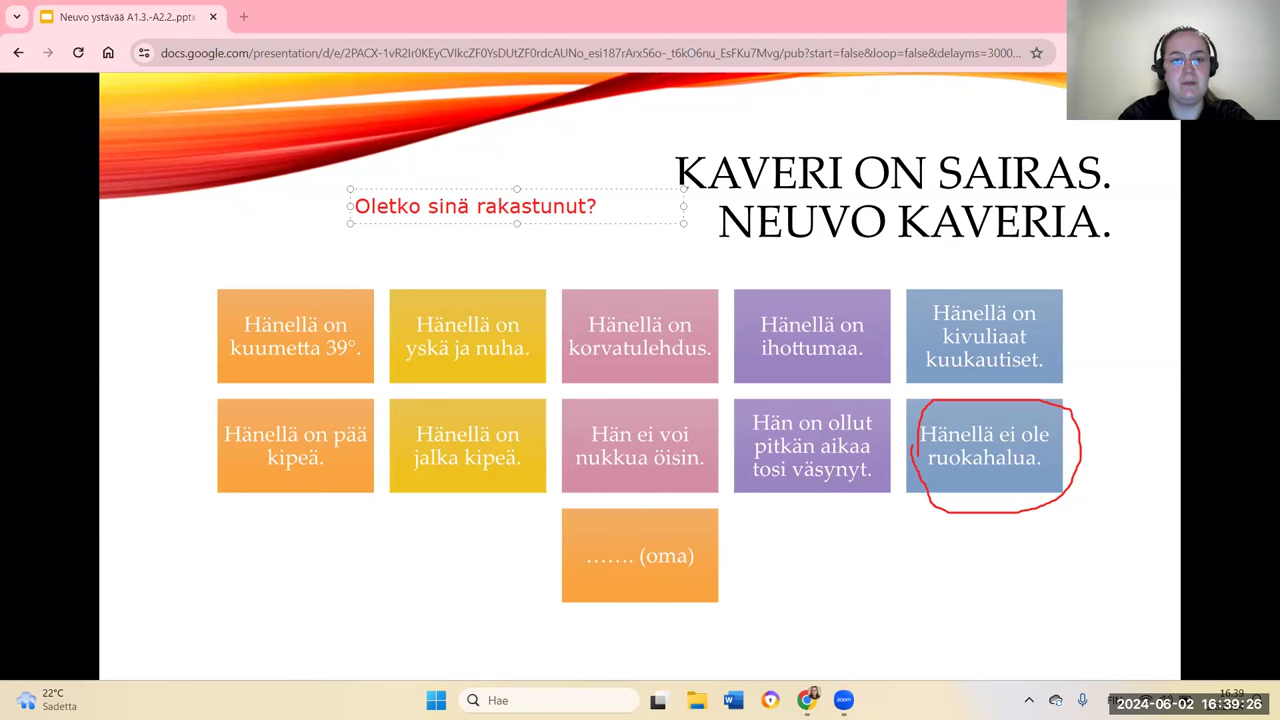 Neuvo ystävää A1.3.-A2.2..pptx
docs.google.com/presentation/d/e/2PACX-1vR2Ir0KEyCVIkcZF0YsDUtZF0rdcAUNo_esi187rArx56o-_t6kO6nu_EsFKu7Mvg/pub?start=false&loop=false&delayms=3000...
KAVERI ON SAIRAS.
NEUVO KAVERIA.
Oletko sinä rakastunut?
Hänellä on
kuumetta 39°.
Hänellä on
yskä ja nuha.
Hänellä on
korvatulehdus.
Hänellä on
ihottumaa.
Hänellä on
kivuliaat
kuukautiset.
Hänellä on pää
kipeä.
Hänellä on
jalka kipeä.
Hän ei voi
nukkua öisin.
Hän on ollut
pitkän aikaa
tosi väsynyt.
Hänellä ei ole
ruokahalua.
……. (oma)
22°C
Sadetta
Hae
zoom
16.39
2024-06-02 16:39:26